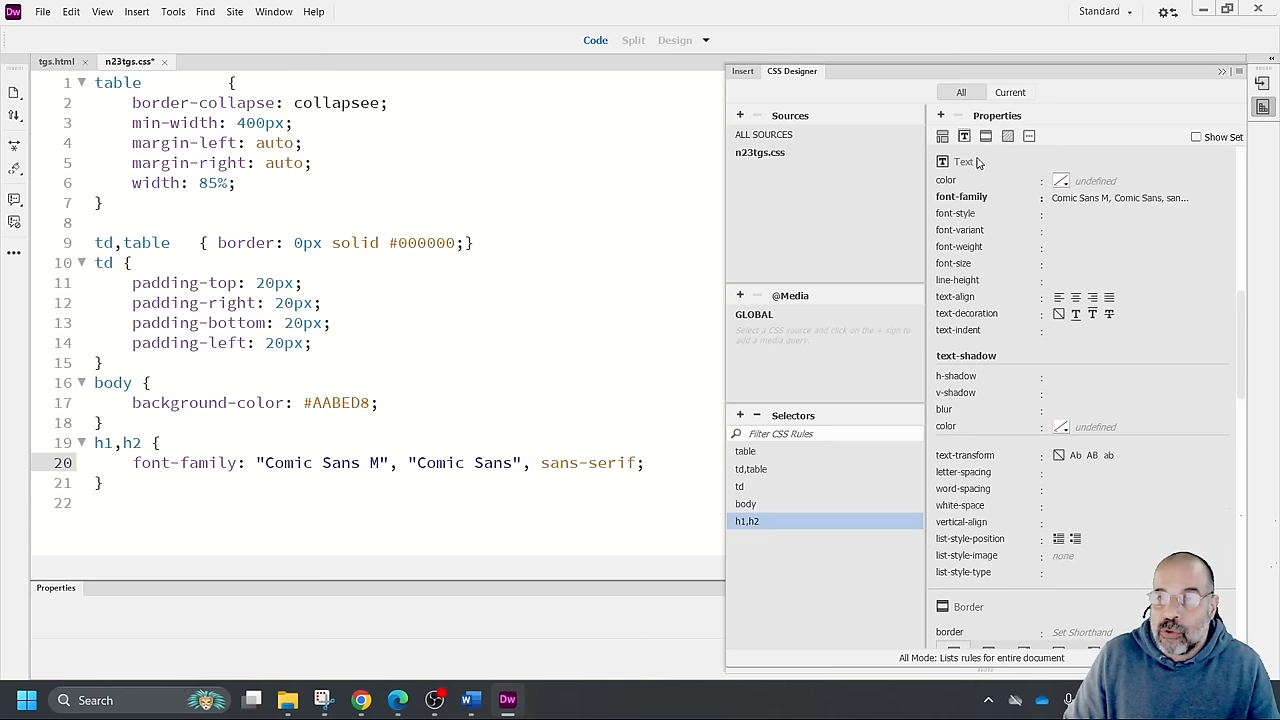 Dw File Edit View Insert Tools Find Site Window Help Standard
Code Split Design
tgs.html × n23tgs.css* ×
1 table {
2 border-collapse: collapsee;
3 min-width: 400px;
4 margin-left: auto;
5 margin-right: auto;
6 width: 85%;
7 }
8
9 td,table { border: 0px solid #000000;}
10 td {
11 padding-top: 20px;
12 padding-right: 20px;
13 padding-bottom: 20px;
14 padding-left: 20px;
15 }
16 body {
17 background-color: #AABED8;
18 }
19 h1,h2 {
20 font-family: "Comic Sans M", "Comic Sans", sans-serif;
21 }
22
Properties
Insert CSS Designer
All Current
+ − Sources
ALL SOURCES
n23tgs.css
+ − @Media
GLOBAL
Select a CSS source and click on the + sign to
add a media query.
+ − Selectors
Filter CSS Rules
table
td,table
td
body
h1,h2
+ − Properties
Show Set
Text
color : undefined
font-family : Comic Sans M, Comic Sans, san...
font-style :
font-variant :
font-weight :
font-size :
line-height :
text-align :
text-decoration :
text-indent :
text-shadow
h-shadow :
v-shadow :
blur :
color : undefined
text-transform : Ab AB ab
letter-spacing :
word-spacing :
white-space :
vertical-align :
list-style-position :
list-style-image : none
list-style-type :
Border
border : Set Shorthand
All Mode: Lists rules for entire document
Search
Dw